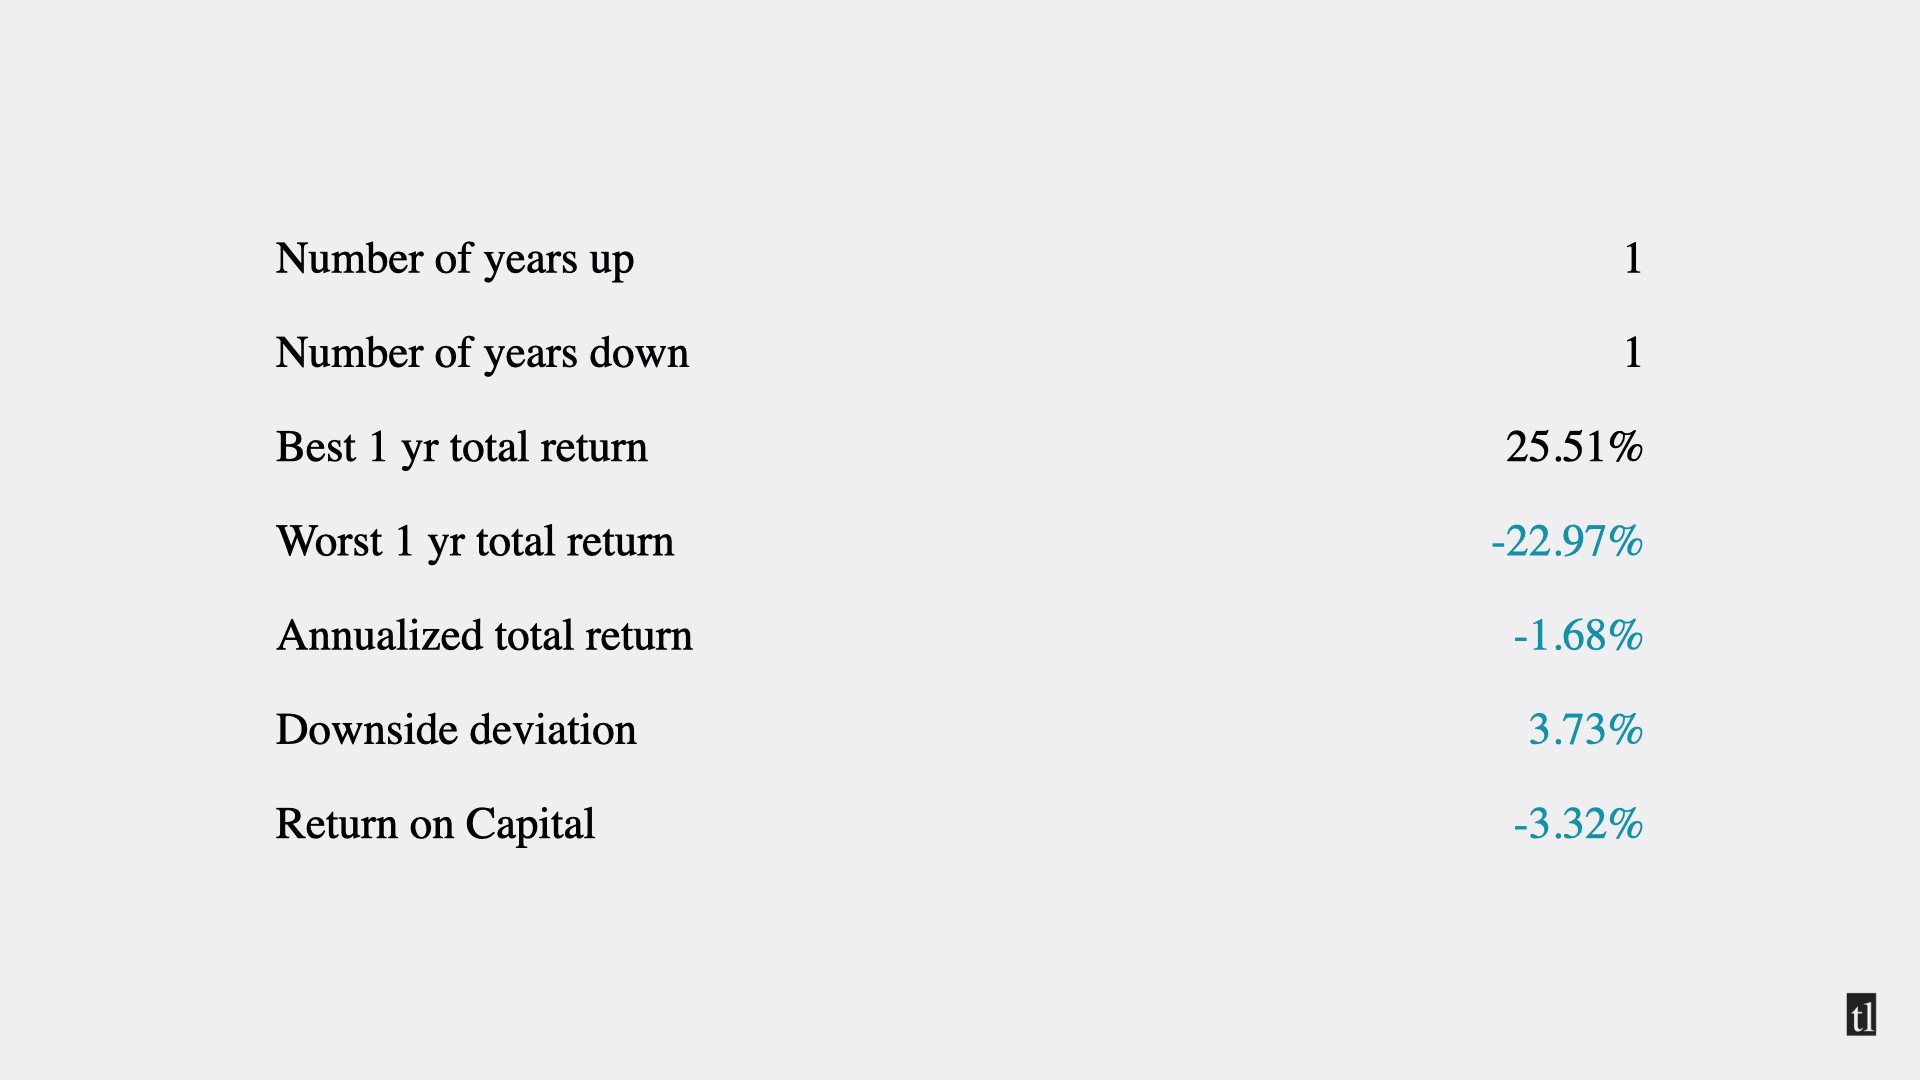 Number of years up 1
Number of years down 1
Best 1 yr total return 25.51%
Worst 1 yr total return -22.97%
Annualized total return -1.68%
Downside deviation 3.73%
Return on Capital -3.32%
tl